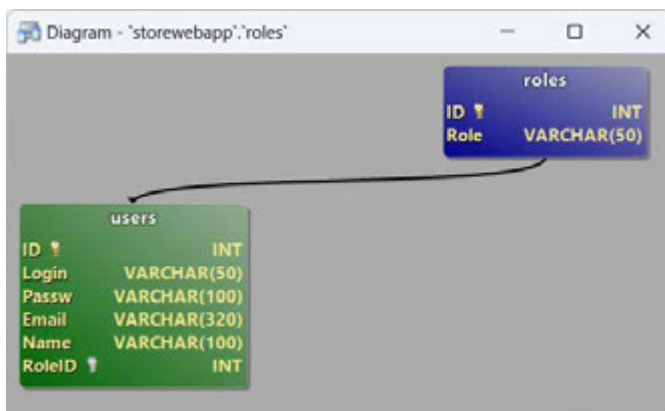 Diagram - `storewebapp`.`roles`
roles
ID INT
Role VARCHAR(50)
users
ID INT
Login VARCHAR(50)
Passw VARCHAR(100)
Email VARCHAR(320)
Name VARCHAR(100)
RoleID INT